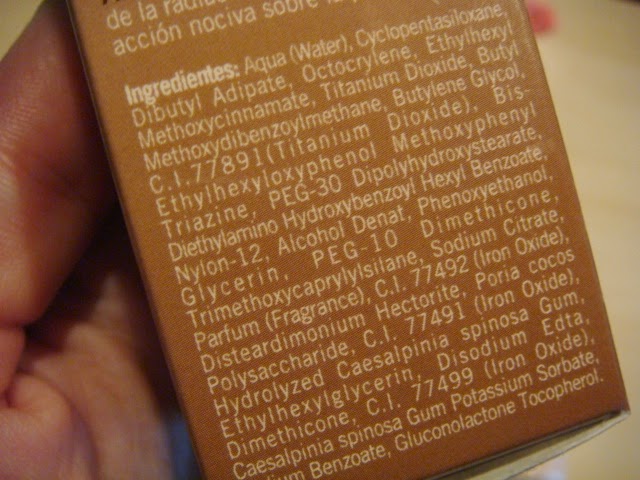 de la radia
acción nociva sobre la
Ingredientes: Aqua (Water), Cyclopentasiloxane,
Dibutyl Adipate, Octocrylene, Ethylhexyl
Methoxycinnamate, Titanium Dioxide, Butyl
Methoxydibenzoylmethane, Butylene Glycol,
C.I.77891(Titanium Dioxide), Bis-
Ethylhexyloxyphenol Methoxyphenyl
Triazine, PEG-30 Dipolyhydroxystearate,
Diethylamino Hydroxybenzoyl Hexyl Benzoate,
Nylon-12, Alcohol Denat, Phenoxyethanol,
Glycerin, PEG-10 Dimethicone,
Trimethoxycaprylylsilane, Sodium Citrate,
Parfum (Fragrance), C.I. 77492 (Iron Oxide),
Disteardimonium Hectorite, Poria cocos
Polysaccharide, C.I. 77491 (Iron Oxide),
Hydrolyzed Caesalpinia spinosa Gum,
Ethylhexylglycerin, Disodium Edta,
Dimethicone, C.I. 77499 (Iron Oxide),
Caesalpinia spinosa Gum Potassium Sorbate,
dium Benzoate, Gluconolactone Tocopherol.